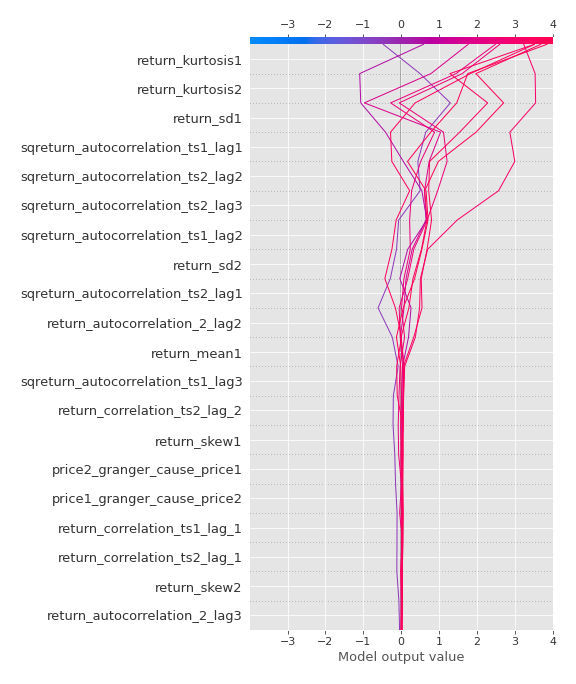 −3 −2 −1 0 1 2 3 4
return_kurtosis1
return_kurtosis2
return_sd1
sqreturn_autocorrelation_ts1_lag1
sqreturn_autocorrelation_ts2_lag2
sqreturn_autocorrelation_ts2_lag3
sqreturn_autocorrelation_ts1_lag2
return_sd2
sqreturn_autocorrelation_ts2_lag1
return_autocorrelation_2_lag2
return_mean1
sqreturn_autocorrelation_ts1_lag3
return_correlation_ts2_lag_2
return_skew1
price2_granger_cause_price1
price1_granger_cause_price2
return_correlation_ts1_lag_1
return_correlation_ts2_lag_1
return_skew2
return_autocorrelation_2_lag3
−3 −2 −1 0 1 2 3 4
Model output value